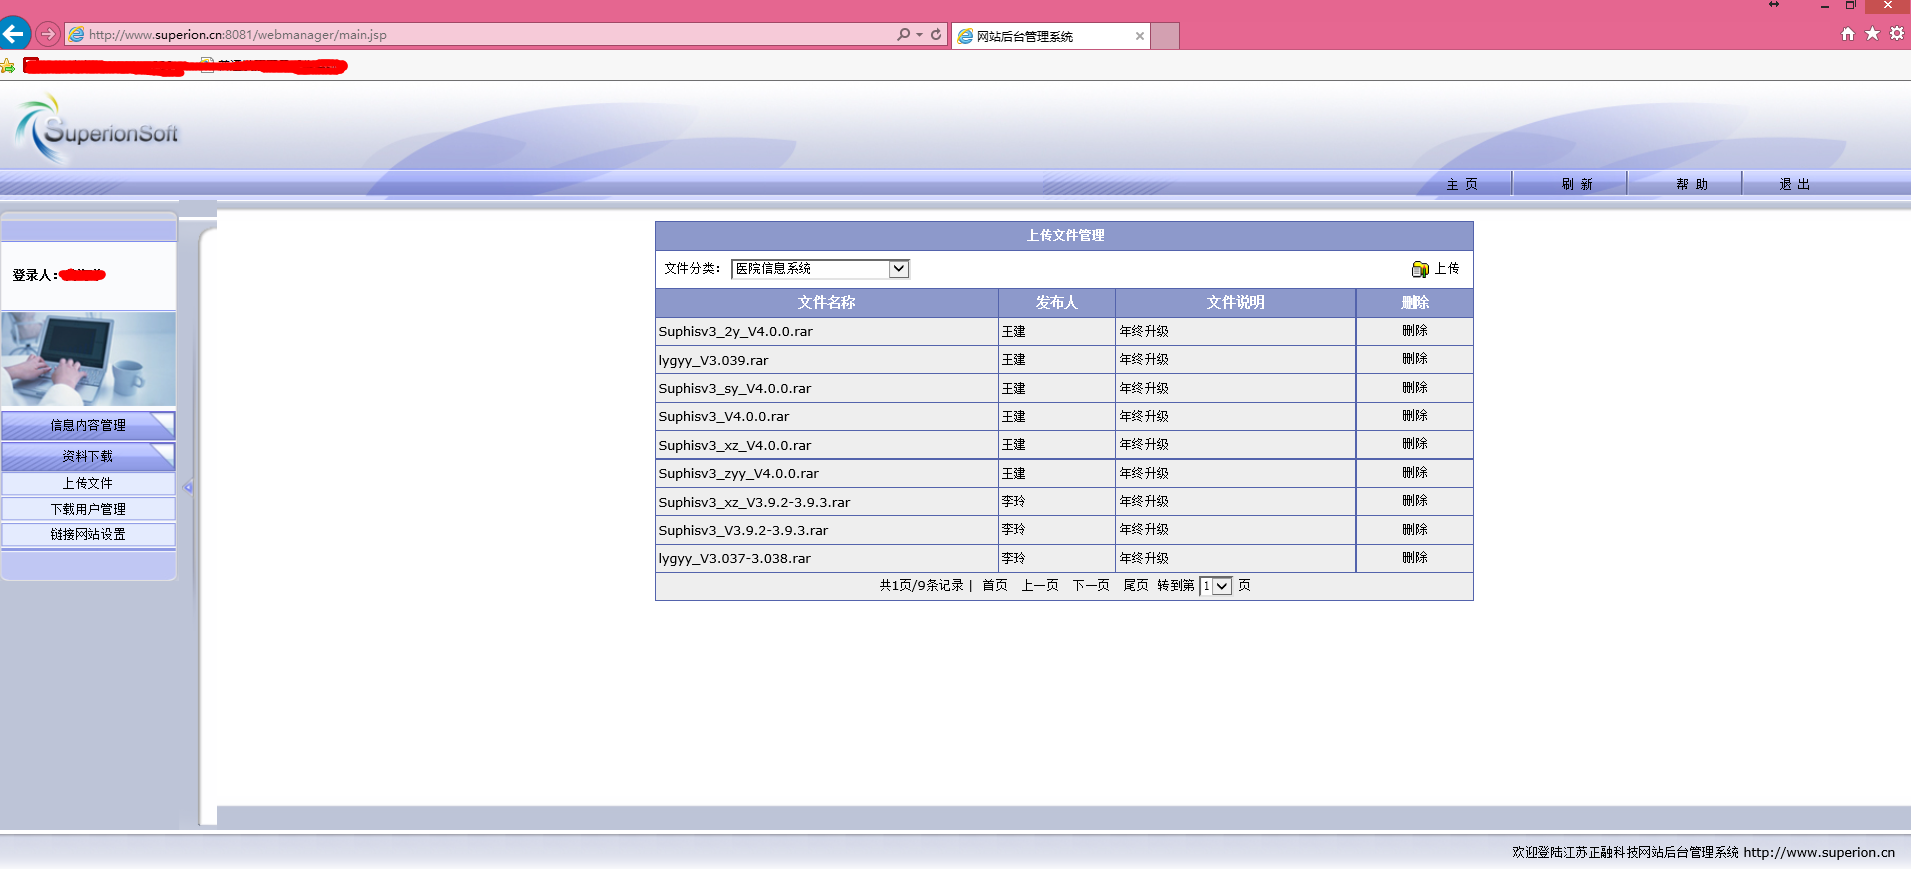 http://www.superion.cn:8081/webmanager/main.jsp
网站后台管理系统
SuperionSoft
主 页
刷 新
帮 助
退 出
登录人：
信息内容管理
资料下载
上传文件
下载用户管理
链接网站设置
上传文件管理
文件分类： 医院信息系统 上传
文件名称 发布人 文件说明 删除
Suphisv3_2y_V4.0.0.rar 王建 年终升级 删除
lygyy_V3.039.rar 王建 年终升级 删除
Suphisv3_sy_V4.0.0.rar 王建 年终升级 删除
Suphisv3_V4.0.0.rar 王建 年终升级 删除
Suphisv3_xz_V4.0.0.rar 王建 年终升级 删除
Suphisv3_zyy_V4.0.0.rar 王建 年终升级 删除
Suphisv3_xz_V3.9.2-3.9.3.rar 李玲 年终升级 删除
Suphisv3_V3.9.2-3.9.3.rar 李玲 年终升级 删除
lygyy_V3.037-3.038.rar 李玲 年终升级 删除
共1页/9条记录 | 首页 上一页 下一页 尾页 转到第 1 页
欢迎登陆江苏正融科技网站后台管理系统 http://www.superion.cn